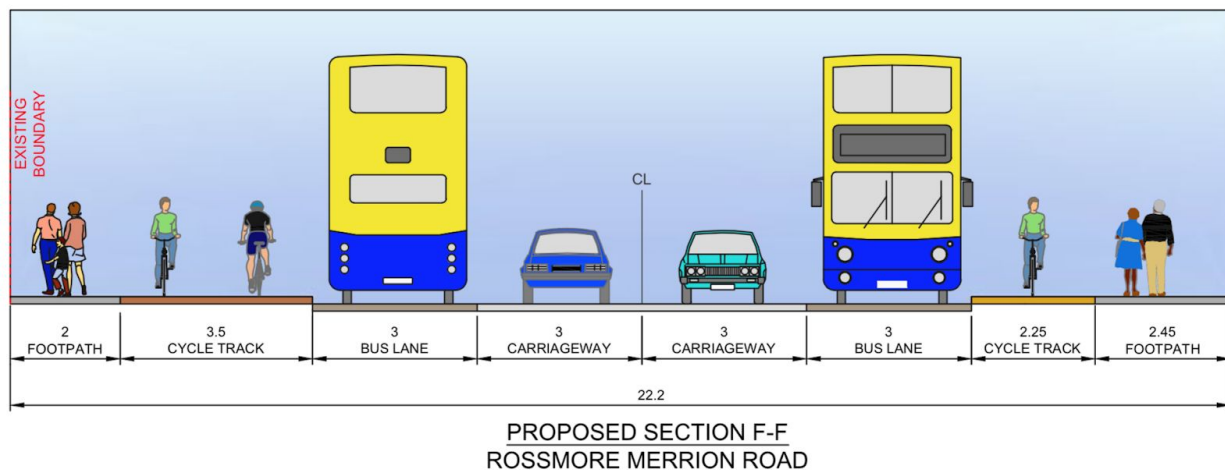 EXISTING
BOUNDARY
CL
2
FOOTPATH
3.5
CYCLE TRACK
3
BUS LANE
3
CARRIAGEWAY
3
CARRIAGEWAY
3
BUS LANE
2.25
CYCLE TRACK
2.45
FOOTPATH
22.2
PROPOSED SECTION F-F
ROSSMORE MERRION ROAD